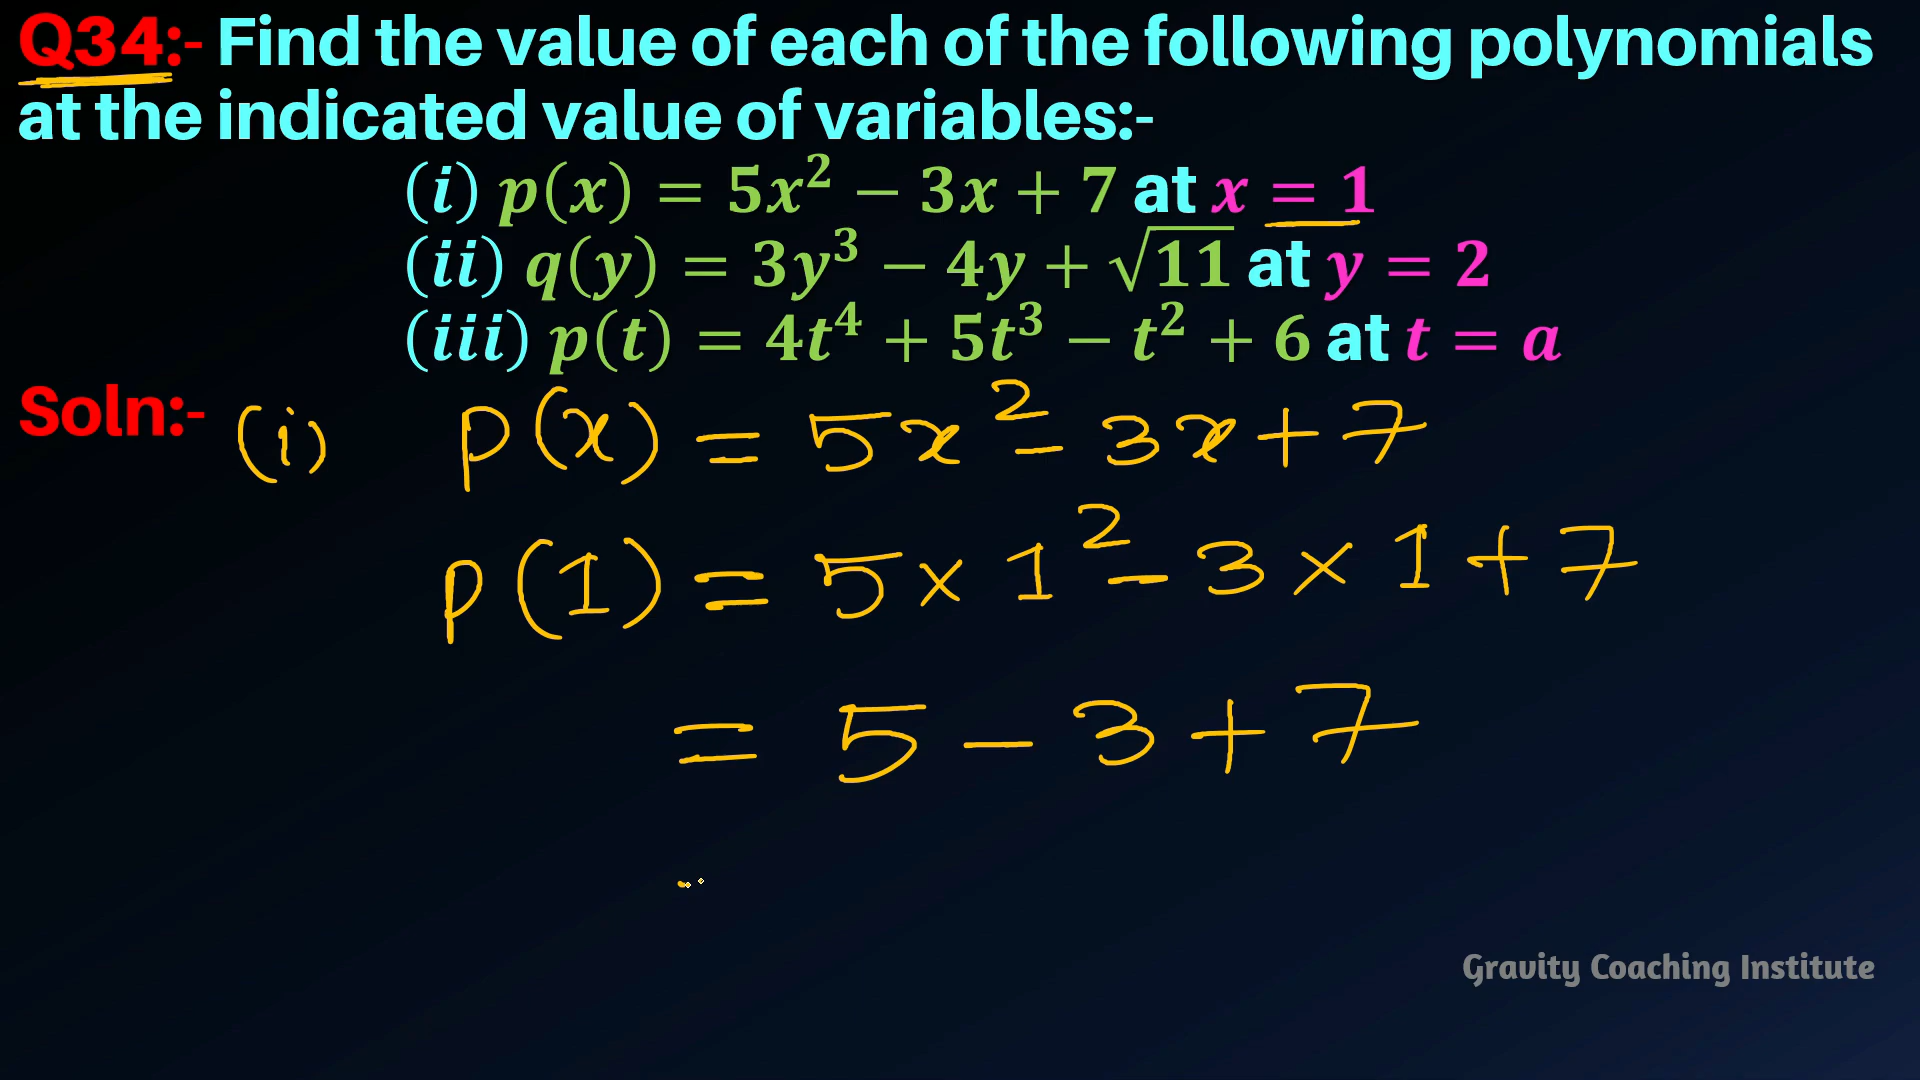 Q34:- Find the value of each of the following polynomials
at the indicated value of variables:-
(i) p(x) = 5x² − 3x + 7 at x = 1
(ii) q(y) = 3y³ − 4y + √11 at y = 2
(iii) p(t) = 4t⁴ + 5t³ − t² + 6 at t = a
Soln:- (i) p(x) = 5x² - 3x + 7
p(1) = 5 × 1² - 3 × 1 + 7
= 5 - 3 + 7
Gravity Coaching Institute